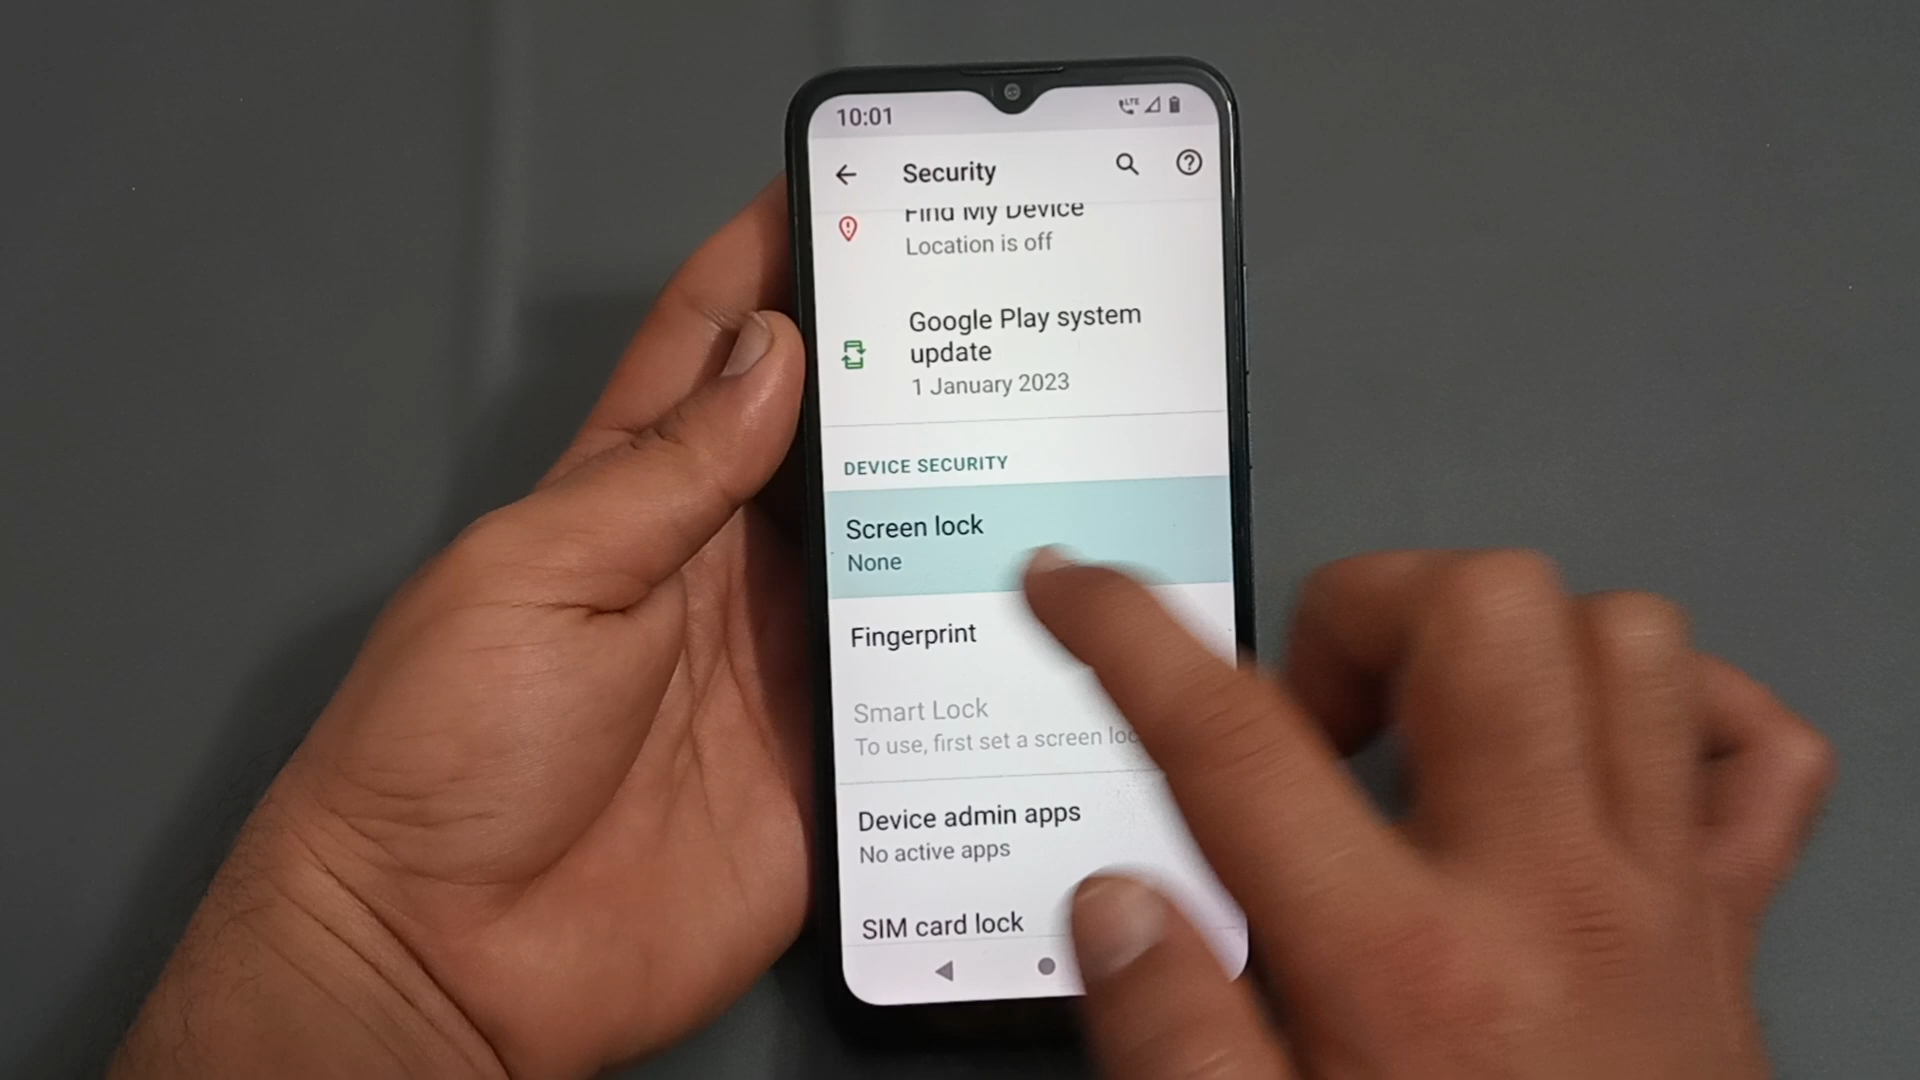 10:01
LTE
Security
Find My Device
Location is off
Google Play system
update
1 January 2023
DEVICE SECURITY
Screen lock
None
Fingerprint
Smart Lock
To use, first set a screen
Device admin apps
No active apps
SIM card lock